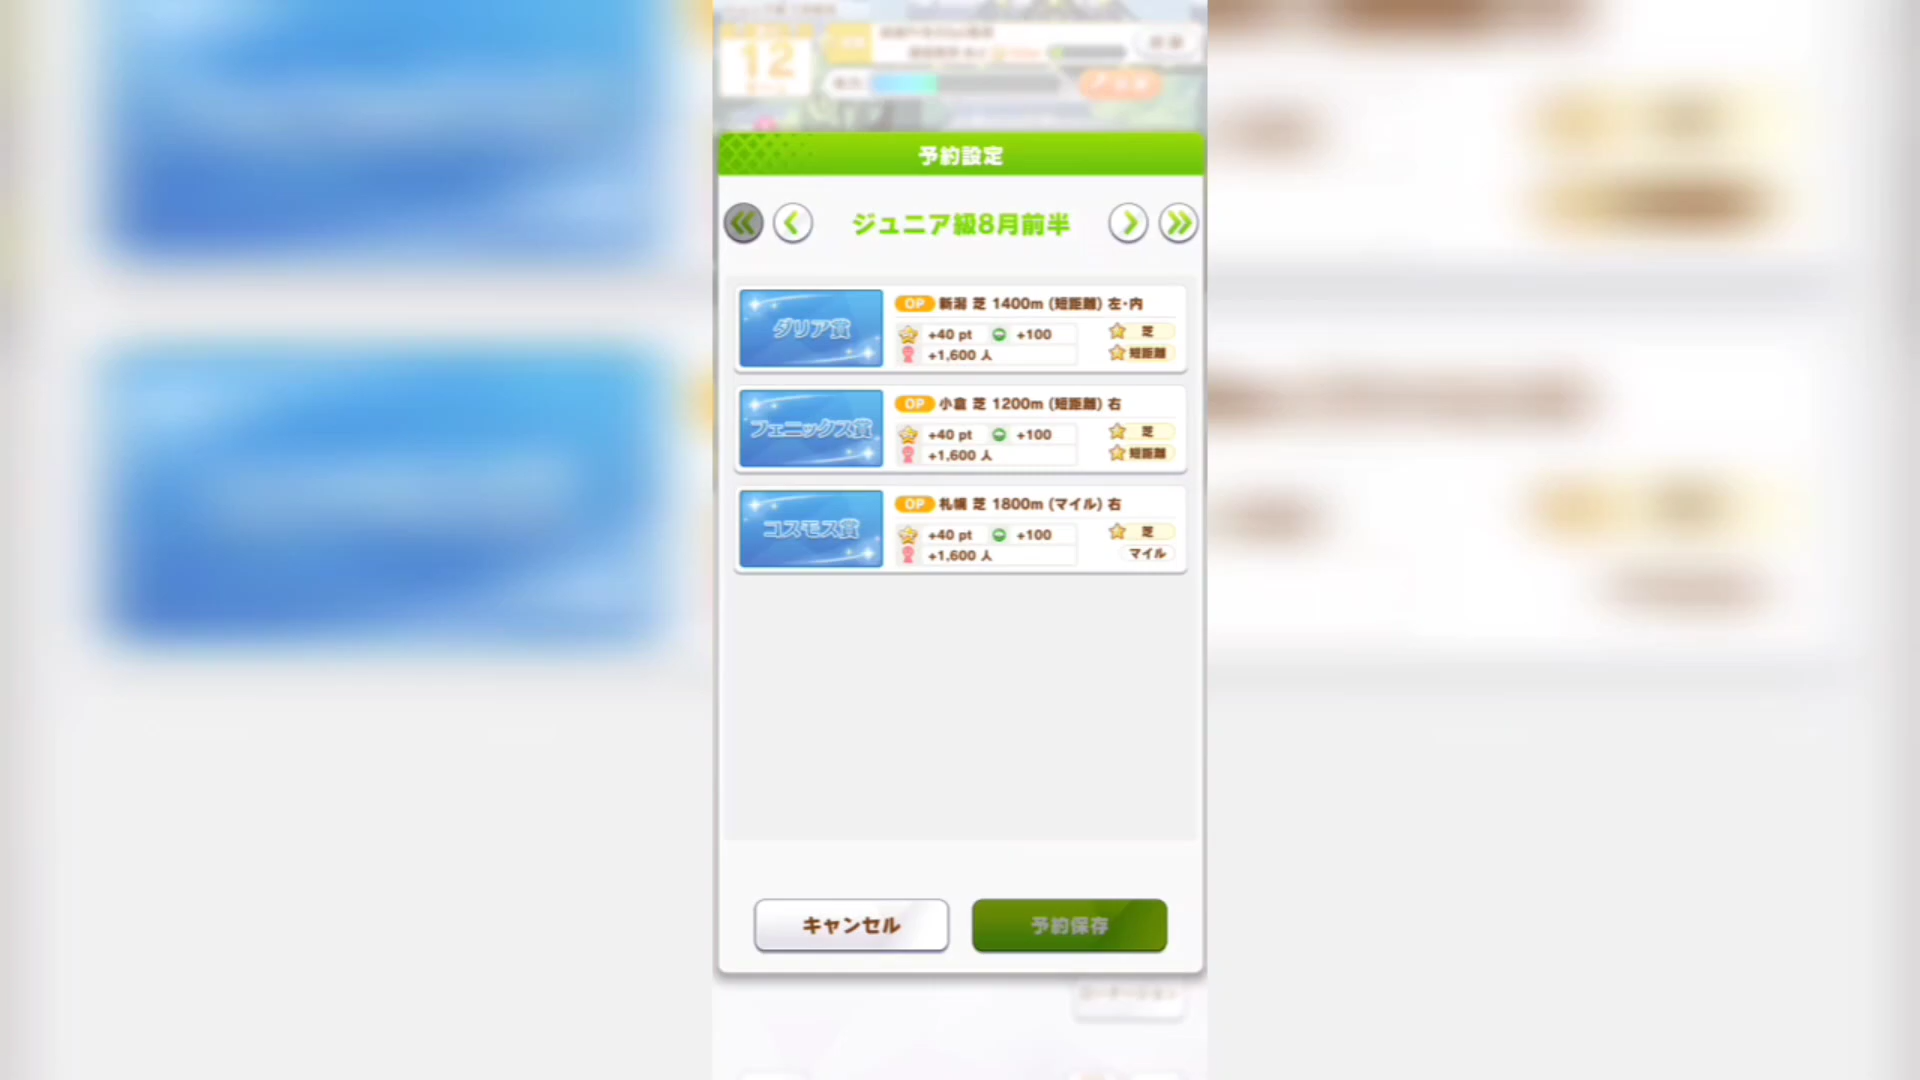 12
予約設定
ジュニア級8月前半
ダリア賞
OP 新潟 芝 1400m (短距離) 左・内
+40 pt +100 芝
+1,600 人 短距離
フェニックス賞
OP 小倉 芝 1200m (短距離) 右
+40 pt +100 芝
+1,600 人 短距離
コスモス賞
OP 札幌 芝 1800m (マイル) 右
+40 pt +100 芝
+1,600 人 マイル
キャンセル
予約保存